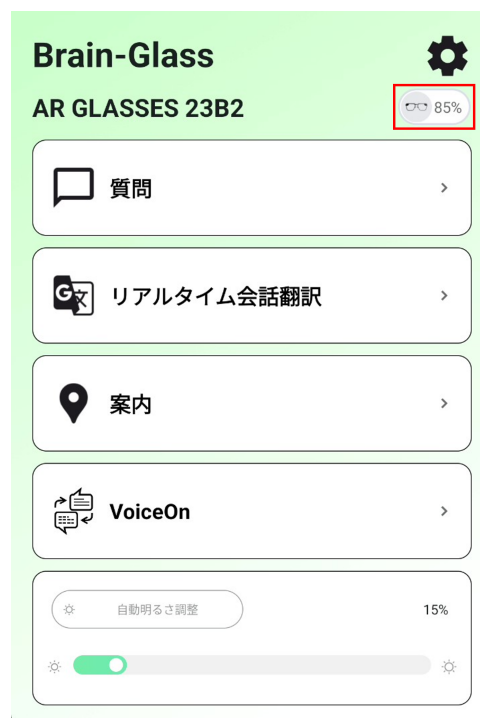 Brain-Glass
AR GLASSES 23B2
85%
質問
リアルタイム会話翻訳
案内
VoiceOn
自動明るさ調整
15%